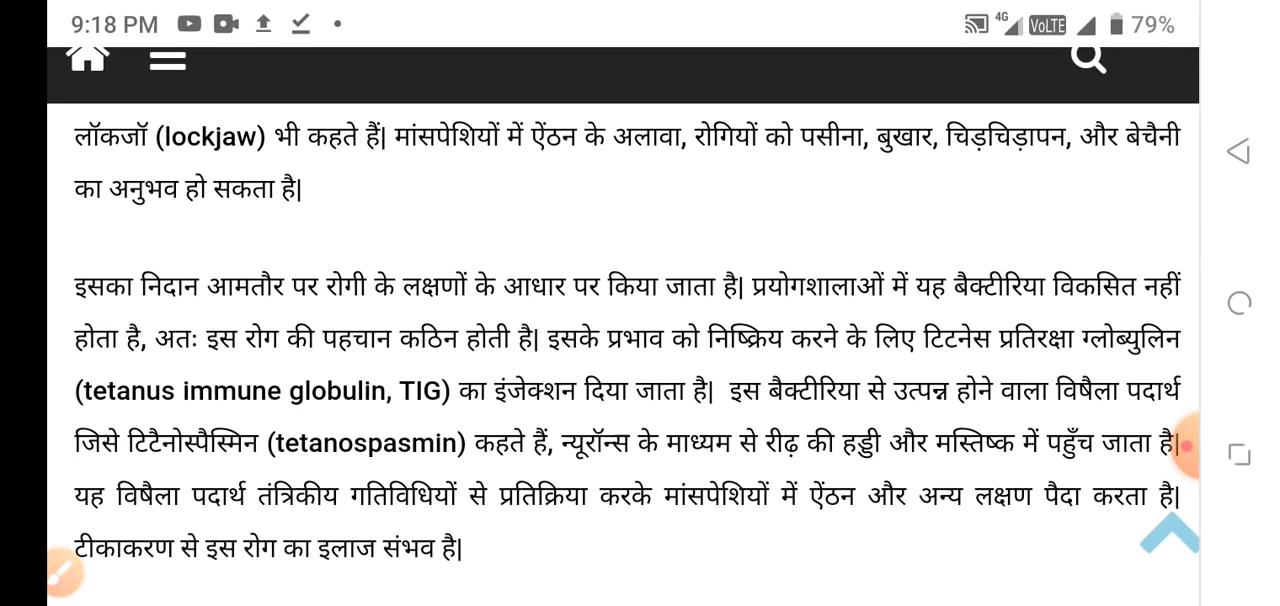 9:18 PM 4G VoLTE 79%
लॉकजॉ (lockjaw) भी कहते हैं| मांसपेशियों में ऐंठन के अलावा, रोगियों को पसीना, बुखार, चिड़चिड़ापन, और बेचैनी
का अनुभव हो सकता है|
इसका निदान आमतौर पर रोगी के लक्षणों के आधार पर किया जाता है| प्रयोगशालाओं में यह बैक्टीरिया विकसित नहीं
होता है, अतः इस रोग की पहचान कठिन होती है| इसके प्रभाव को निष्क्रिय करने के लिए टिटनेस प्रतिरक्षा ग्लोब्युलिन
(tetanus immune globulin, TIG) का इंजेक्शन दिया जाता है| इस बैक्टीरिया से उत्पन्न होने वाला विषैला पदार्थ
जिसे टिटैनोस्पैस्मिन (tetanospasmin) कहते हैं, न्यूरॉन्स के माध्यम से रीढ़ की हड्डी और मस्तिष्क में पहुँच जाता है|
यह विषैला पदार्थ तंत्रिकीय गतिविधियों से प्रतिक्रिया करके मांसपेशियों में ऐंठन और अन्य लक्षण पैदा करता है|
टीकाकरण से इस रोग का इलाज संभव है|